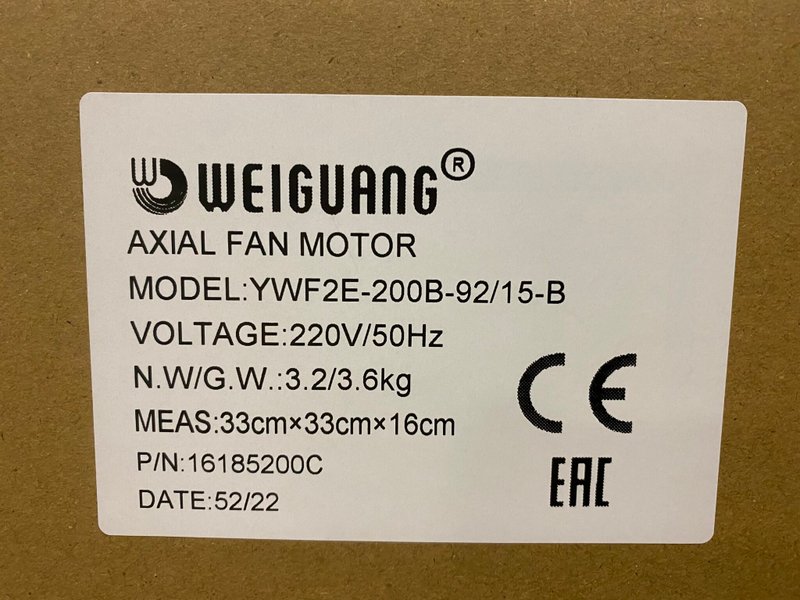 WEIGUANG®
AXIAL FAN MOTOR
MODEL:YWF2E-200B-92/15-B
VOLTAGE:220V/50Hz
N.W/G.W.:3.2/3.6kg
MEAS:33cm×33cm×16cm
P/N:16185200C
DATE:52/22
CE
EAC